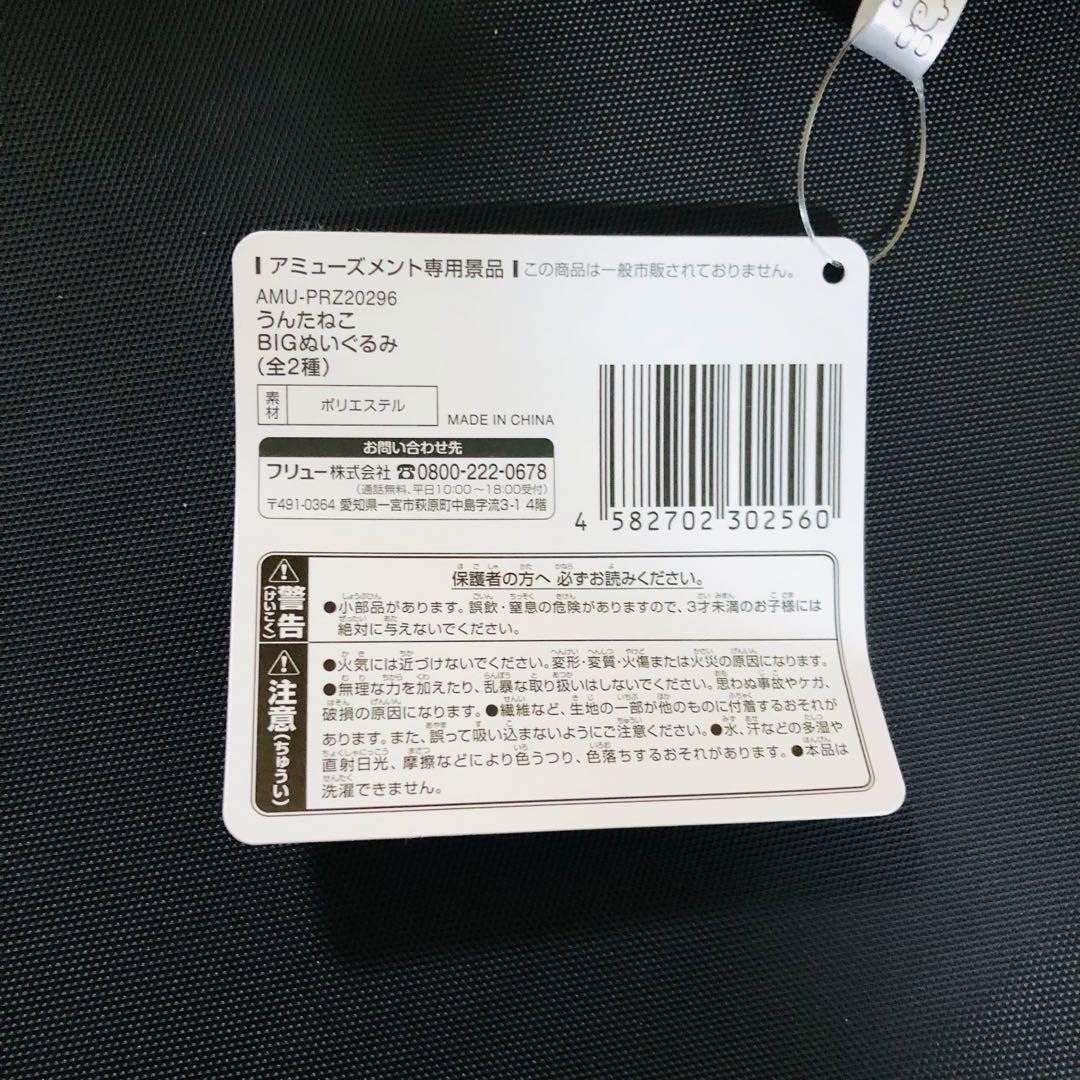 アミューズメント専用景品 この商品は一般市販されておりません。
AMU-PRZ20296
うんたねこ
BIGぬいぐるみ
(全2種)
素材 ポリエステル
MADE IN CHINA
お問い合わせ先
フリュー株式会社 ☎0800-222-0678
(通話無料、平日10:00～18:00受付)
〒491-0364 愛知県一宮市萩原町中島字流3-1 4階
4 582702 302560
⚠警告(けいこく)
保護者の方へ 必ずお読みください。
●小部品があります。誤飲・窒息の危険がありますので、3才未満のお子様には
絶対に与えないでください。
⚠注意(ちゅうい)
●火気には近づけないでください。変形・変質・火傷または火災の原因になります。
●無理な力を加えたり、乱暴な取り扱いはしないでください。思わぬ事故やケガ、
破損の原因になります。●繊維など、生地の一部が他のものに付着するおそれが
あります。また、誤って吸い込まないようにご注意ください。●水、汗などの多湿や
直射日光、摩擦などにより色うつり、色落ちするおそれがあります。●本品は
洗濯できません。